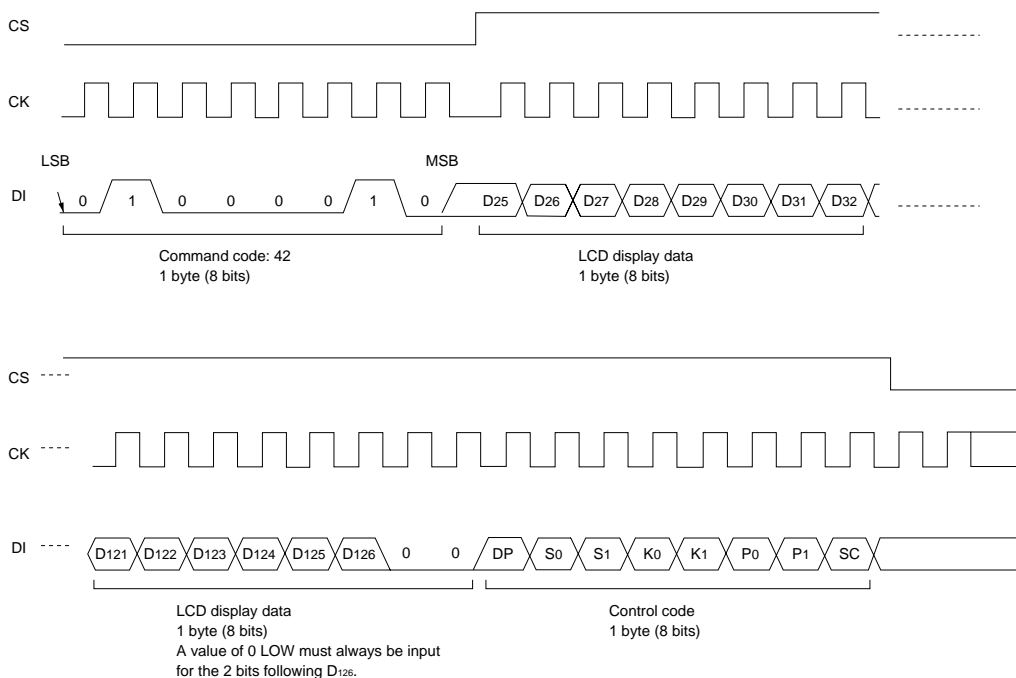 CS
CK
LSB
MSB
DI 0 1 0 0 0 0 1 0 D25 D26 D27 D28 D29 D30 D31 D32
Command code: 42
1 byte (8 bits)
LCD display data
1 byte (8 bits)
CS
CK
DI D121 D122 D123 D124 D125 D126 0 0 DP S0 S1 K0 K1 P0 P1 SC
LCD display data
1 byte (8 bits)
A value of 0 LOW must always be input
for the 2 bits following D126.
Control code
1 byte (8 bits)